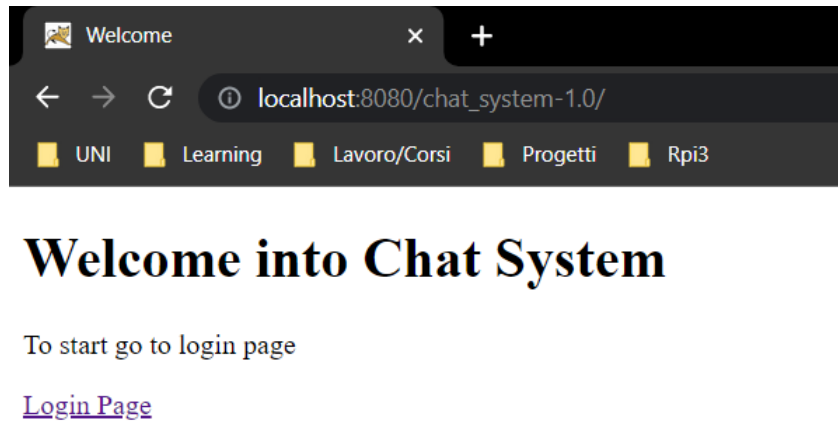 Welcome
localhost:8080/chat_system-1.0/
UNI Learning Lavoro/Corsi Progetti Rpi3
Welcome into Chat System
To start go to login page
Login Page